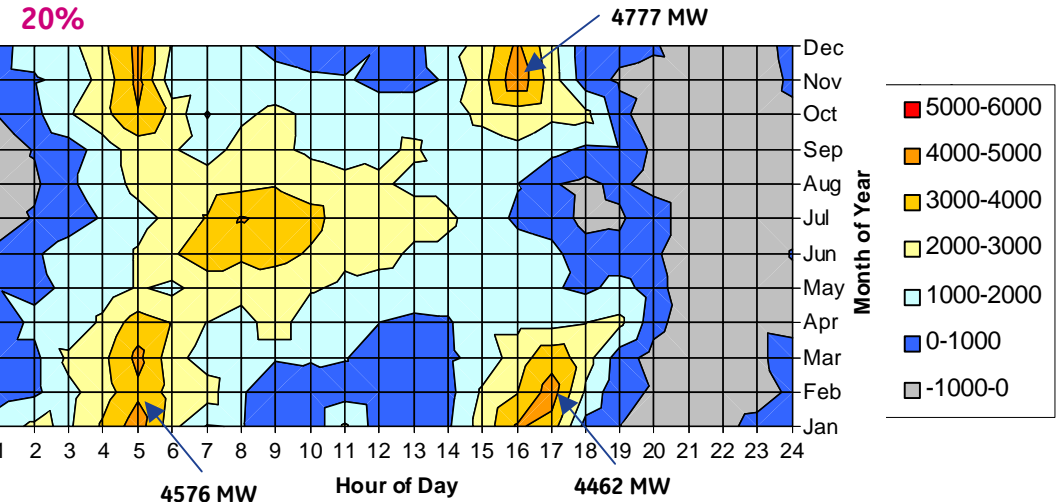 20%
4777 MW
Dec
Nov
Oct
Sep
Aug
Jul
Jun
May
Apr
Mar
Feb
Jan
Month of Year
5000-6000
4000-5000
3000-4000
2000-3000
1000-2000
0-1000
-1000-0
2 3 4 5 6 7 8 9 10 11 12 13 14 15 16 17 18 19 20 21 22 23 24
Hour of Day
4576 MW
4462 MW